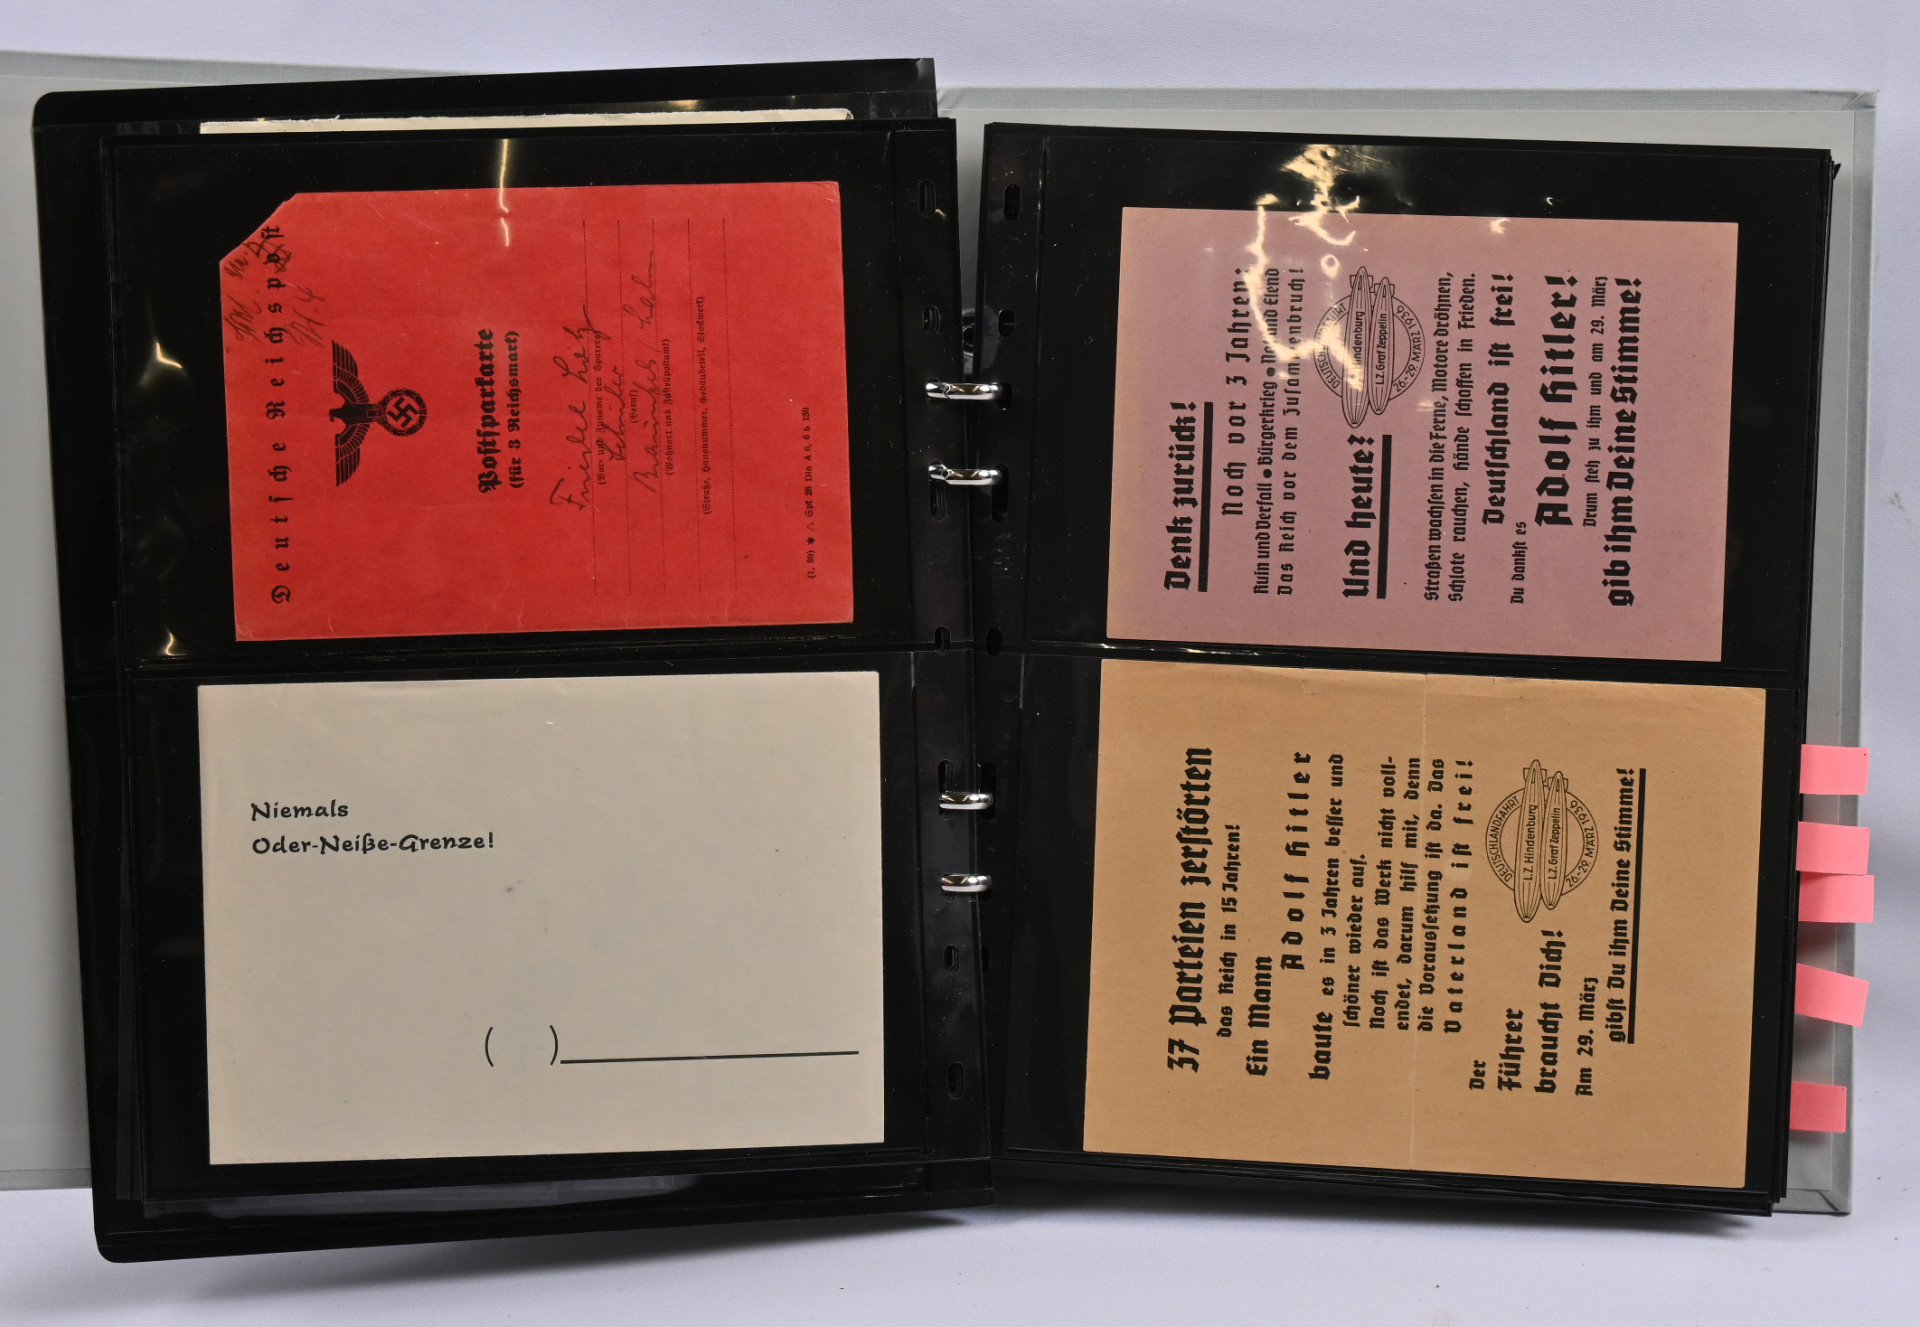 Deutsche Reichspost
Postsparkarte
(für 3 Reichsmark)
(Vor- und Zuname des Sparers)
Schüler
(Beruf)
(Wohnort und Zustellpostamt)
(Straße, Hausnummer, Gebäudeteil, Stockwerk)
Niemals
Oder-Neiße-Grenze!
( )
Denk zurück!
Noch vor 3 Jahren:
Ruin und Verfall • Bürgerkrieg • Not und Elend
Das Reich vor dem Zusammenbruch!
Und heute?
L.Z. Hindenburg
L.Z. Graf Zeppelin
26.-29. MÄRZ 1936
Straßen wachsen in die Ferne, Motore dröhnen,
Schlote rauchen, Hände schaffen in Frieden.
Deutschland ist frei!
Du dankst es
Adolf Hitler!
Drum steh zu ihm und am 29. März
gib ihm Deine Stimme!
37 Parteien zerstörten
das Reich in 15 Jahren!
Ein Mann
Adolf Hitler
baute es in 3 Jahren besser und
schöner wieder auf.
Noch ist das Werk nicht voll-
endet, darum hilf mit, denn
die Voraussetzung ist da. Das
Vaterland ist frei!
DEUTSCHLANDFAHRT
L.Z. Hindenburg
L.Z. Graf Zeppelin
26.-29. MÄRZ 1936
Der
Führer
braucht Dich!
Am 29. März
gibst Du ihm Deine Stimme!